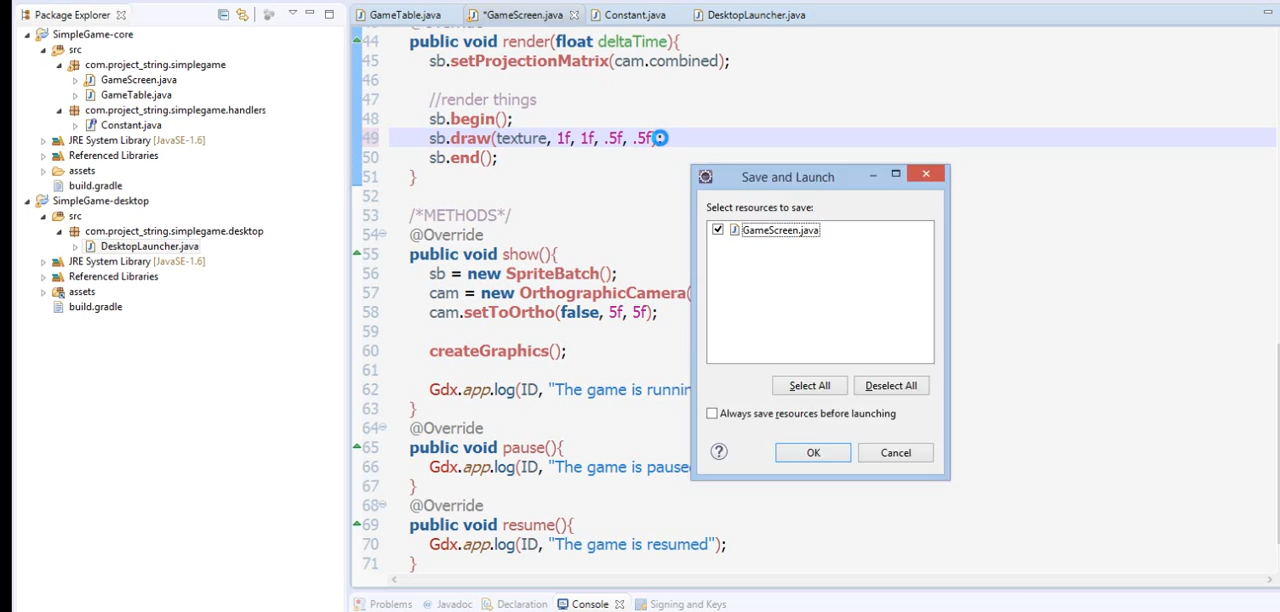 Package Explorer
SimpleGame-core
src
com.project_string.simplegame
GameScreen.java
GameTable.java
com.project_string.simplegame.handlers
Constant.java
JRE System Library [JavaSE-1.6]
Referenced Libraries
assets
build.gradle
SimpleGame-desktop
src
com.project_string.simplegame.desktop
DesktopLauncher.java
JRE System Library [JavaSE-1.6]
Referenced Libraries
assets
build.gradle
GameTable.java *GameScreen.java Constant.java DesktopLauncher.java
44 public void render(float deltaTime){
45 sb.setProjectionMatrix(cam.combined);
46
47 //render things
48 sb.begin();
49 sb.draw(texture, 1f, 1f, .5f, .5f)
50 sb.end();
51 }
52
53 /*METHODS*/
54 @Override
55 public void show(){
56 sb = new SpriteBatch();
57 cam = new OrthographicCamera(
58 cam.setToOrtho(false, 5f, 5f);
59
60 createGraphics();
61
62 Gdx.app.log(ID, "The game is runnin
63 }
64 @Override
65 public void pause(){
66 Gdx.app.log(ID, "The game is pause
67 }
68 @Override
69 public void resume(){
70 Gdx.app.log(ID, "The game is resumed");
71 }
Save and Launch
Select resources to save:
GameScreen.java
Select All Deselect All
Always save resources before launching
OK Cancel
Problems Javadoc Declaration Console Signing and Keys